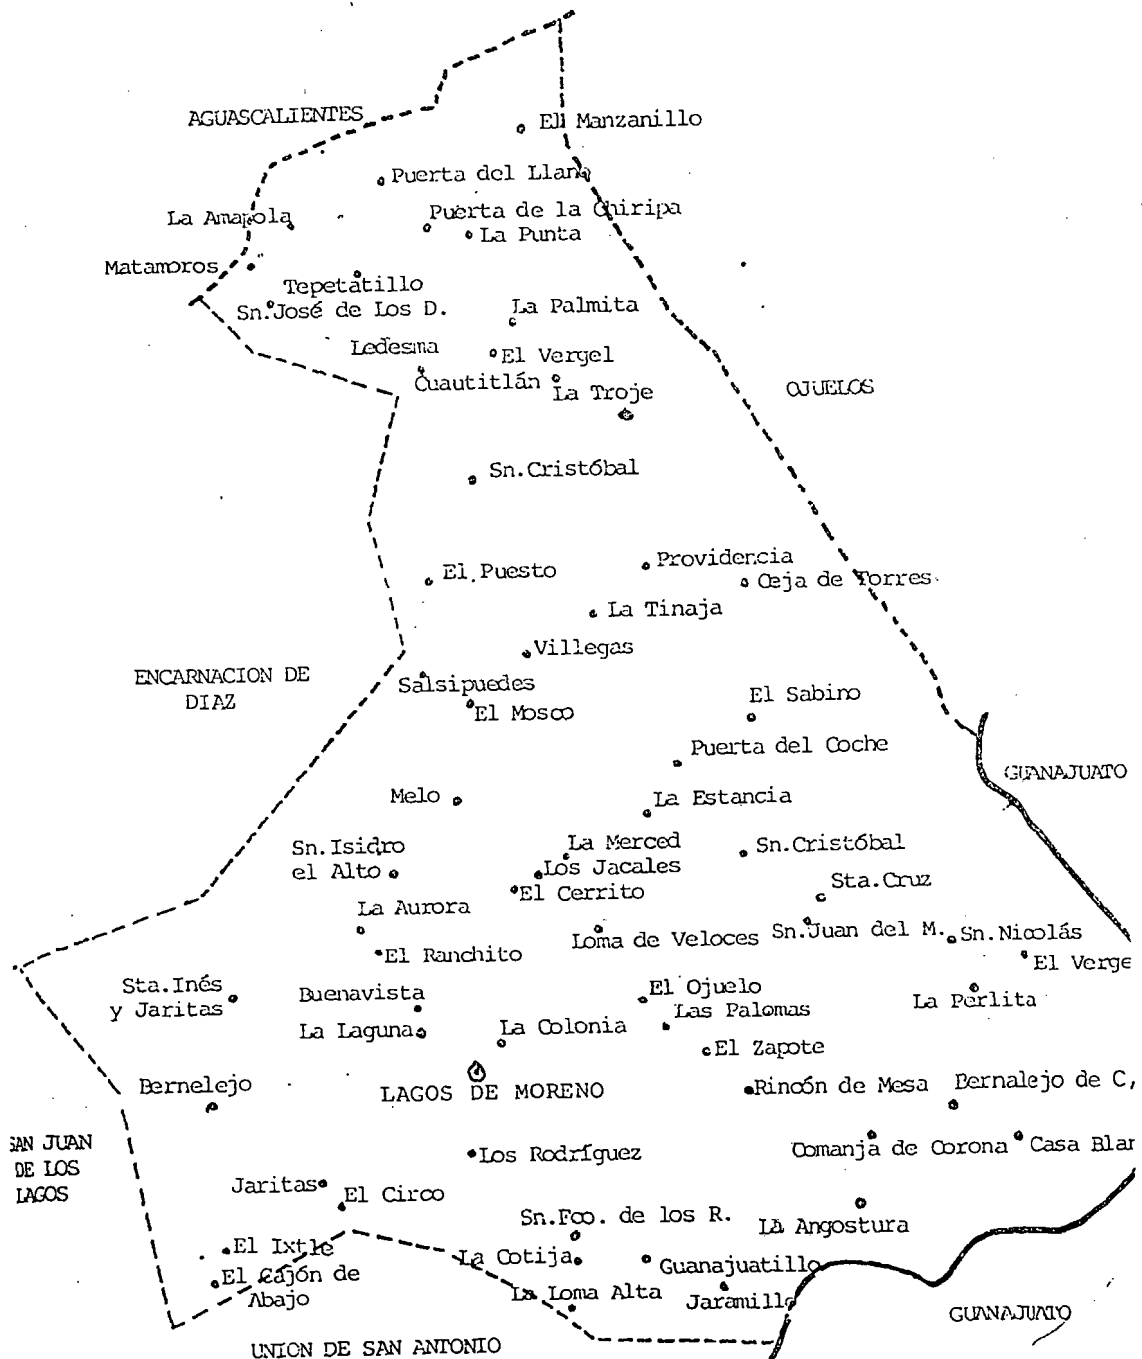 AGUASCALIENTES
El Manzanillo
Puerta del Llano
La Amapola
Puerta de la Chiripa
La Punta
Matamoros
Tepetatillo
Sn.José de Los D.
La Palmita
Ledesma
El Vergel
Cuautitlán
La Troje
OJUELOS
Sn.Cristóbal
Providencia
El Puesto
Ceja de Torres
La Tinaja
Villegas
ENCARNACION DE
DIAZ
Salsipuedes
El Mosco
El Sabino
Puerta del Coche
GUANAJUATO
Melo
La Estancia
Sn.Isidro
el Alto
La Merced
Los Jacales
El Cerrito
Sn.Cristóbal
Sta.Cruz
La Aurora
El Ranchito
Loma de Veloces
Sn.Juan del M.
Sn.Nicolás
El Verge
Sta.Inés
y Jaritas
Buenavista
La Laguna
El Ojuelo
La Perlita
Las Palomas
La Colonia
El Zapote
Bernelejo
LAGOS DE MORENO
Rincón de Mesa
Bernalejo de C,
SAN JUAN
DE LOS
LAGOS
Los Rodríguez
Comanja de Corona
Casa Blan
Jaritas
El Circo
Sn.Fco. de los R.
LA Angostura
El Ixtle
La Cotija
Guanajuatillo
El Cajón de
Abajo
La Loma Alta
Jaramillo
GUANAJUATO
UNION DE SAN ANTONIO